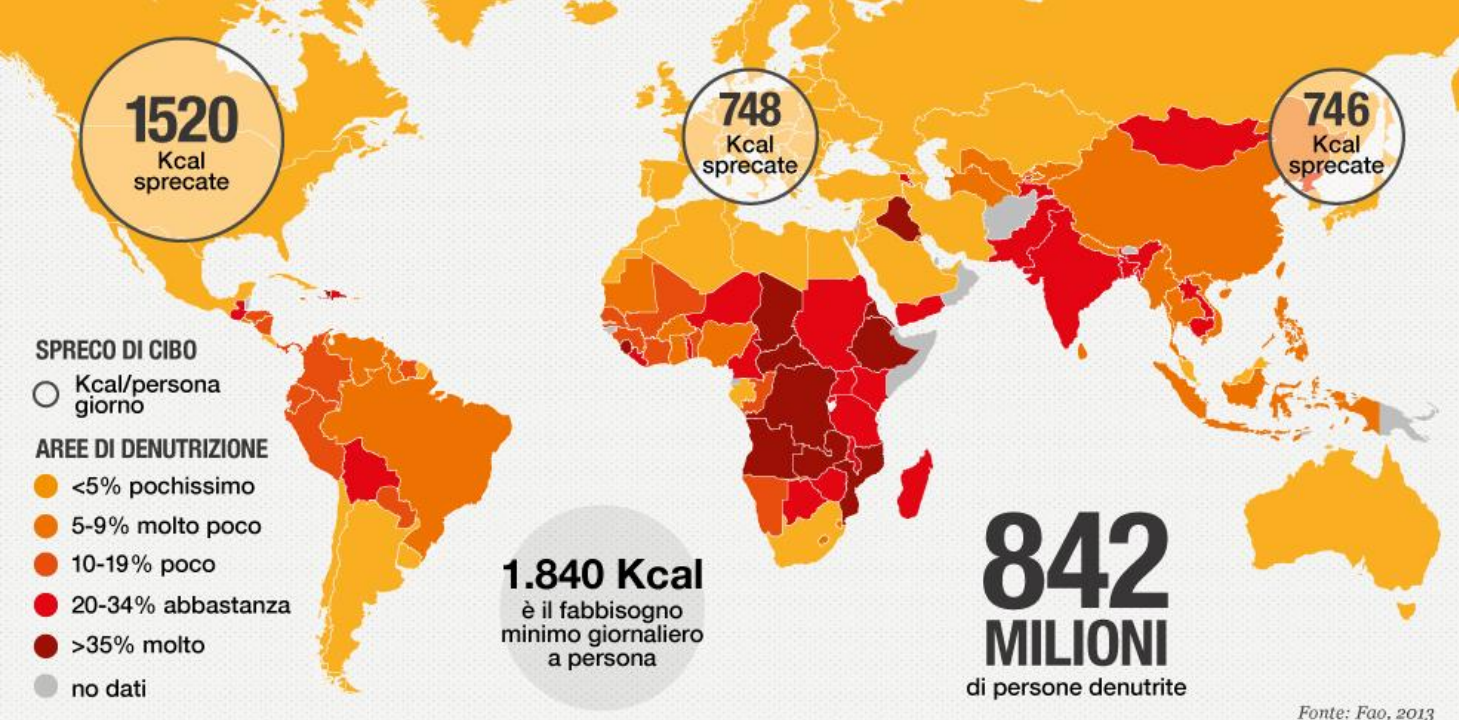 1520
Kcal
sprecate
748
Kcal
sprecate
746
Kcal
sprecate
SPRECO DI CIBO
Kcal/persona
giorno
AREE DI DENUTRIZIONE
<5% pochissimo
5-9% molto poco
10-19% poco
20-34% abbastanza
>35% molto
no dati
1.840 Kcal
è il fabbisogno
minimo giornaliero
a persona
842
MILIONI
di persone denutrite
Fonte: Fao, 2013